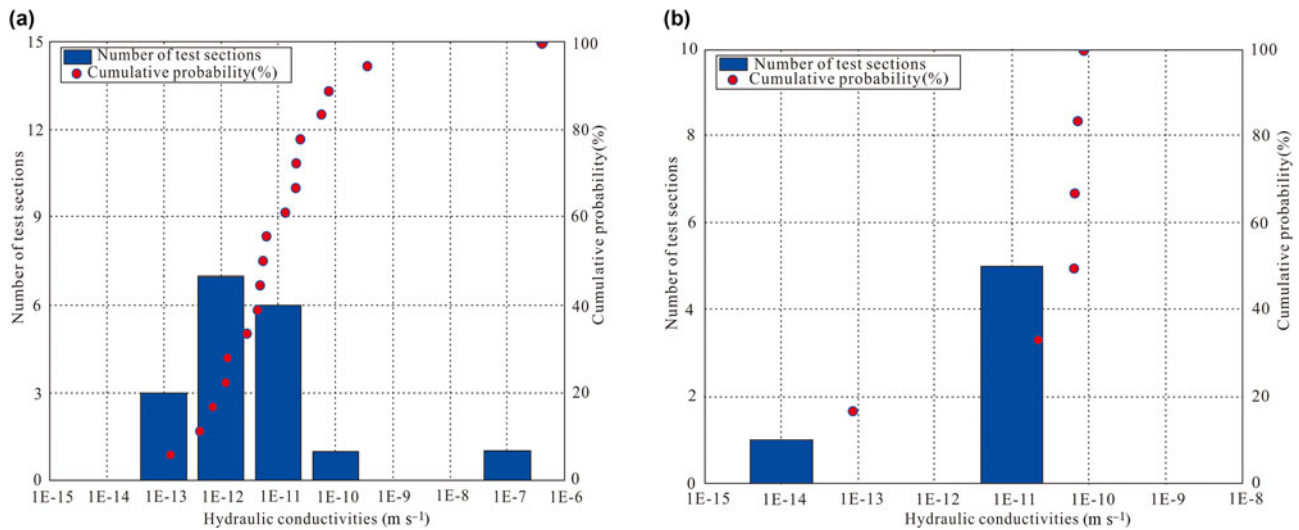 (a)
15
12
9
6
3
0
Number of test sections
Number of test sections
Cumulative probability(%)
100
80
60
40
20
0
Cumulative probability(%)
1E-15 1E-14 1E-13 1E-12 1E-11 1E-10 1E-9 1E-8 1E-7 1E-6
Hydraulic conductivities (m s⁻¹)
(b)
10
8
6
4
2
0
Number of test sections
Number of test sections
Cumulative probability(%)
100
80
60
40
20
0
Cumulative probability(%)
1E-15 1E-14 1E-13 1E-12 1E-11 1E-10 1E-9 1E-8
Hydraulic conductivities (m s⁻¹)